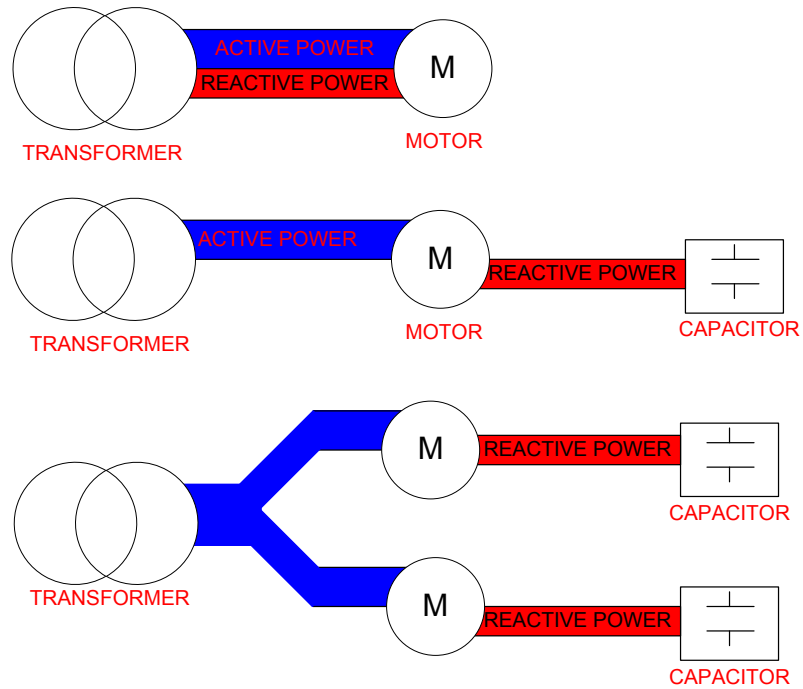 ACTIVE POWER
REACTIVE POWER
M
TRANSFORMER
MOTOR
ACTIVE POWER
M
REACTIVE POWER
TRANSFORMER
MOTOR
CAPACITOR
M
REACTIVE POWER
CAPACITOR
TRANSFORMER
M
REACTIVE POWER
CAPACITOR